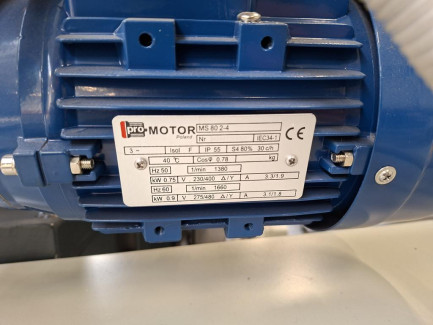 pro-MOTOR MS 80 2-4
Poland Nr IEC34-1 CE
3 ~ Isol F IP 55 S4 80% 30 c/h
40 °C Cosφ 0.78 kg
Hz 50 1/min 1380
kW 0.75 V 230/400 Δ/Y A 3.3/1.9
Hz 60 1/min 1660
kW 0.9 V 275/480 Δ/Y A 3.1/1.8